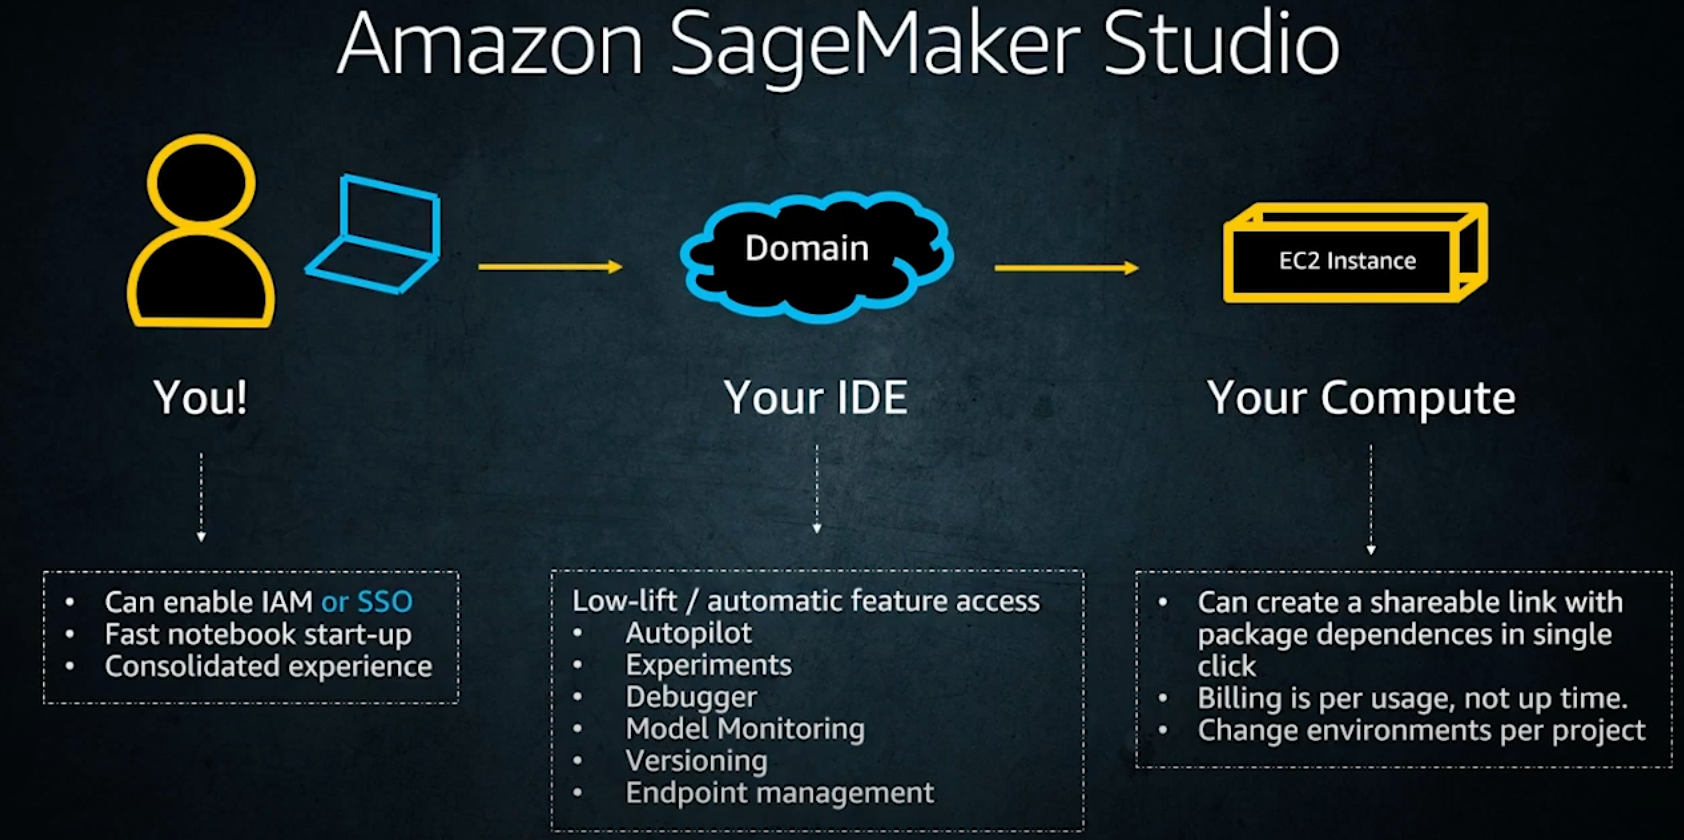 Amazon SageMaker Studio
Domain
EC2 Instance
You!
Your IDE
Your Compute
• Can enable IAM or SSO
• Fast notebook start-up
• Consolidated experience
Low-lift / automatic feature access
• Autopilot
• Experiments
• Debugger
• Model Monitoring
• Versioning
• Endpoint management
• Can create a shareable link with
package dependences in single
click
• Billing is per usage, not up time.
• Change environments per project